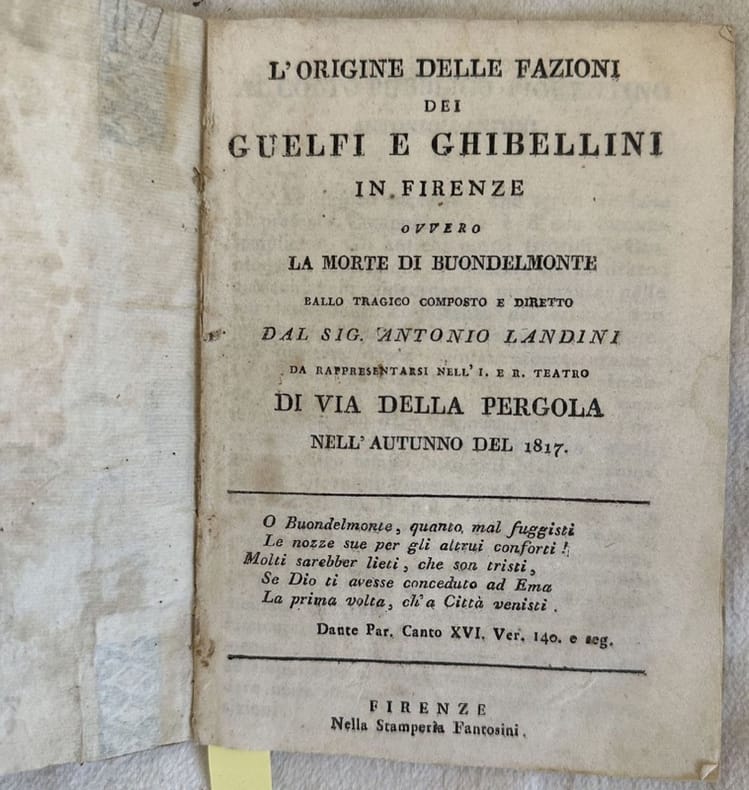 L'ORIGINE DELLE FAZIONI
DEI
GUELFI E GHIBELLINI
IN FIRENZE
OVVERO
LA MORTE DI BUONDELMONTE
BALLO TRAGICO COMPOSTO E DIRETTO
DAL SIG. ANTONIO LANDINI
DA RAPPRESENTARSI NELL' I. E R. TEATRO
DI VIA DELLA PERGOLA
NELL' AUTUNNO DEL 1817.
O Buondelmonte, quanto mal fuggisti
Le nozze sue per gli altrui conforti!
Molti sarebber lieti, che son tristi,
Se Dio ti avesse conceduto ad Ema
La prima volta, ch'a Città venisti.
Dante Par. Canto XVI. Ver. 140. e seg.
FIRENZE
Nella Stamperia Fantosini.